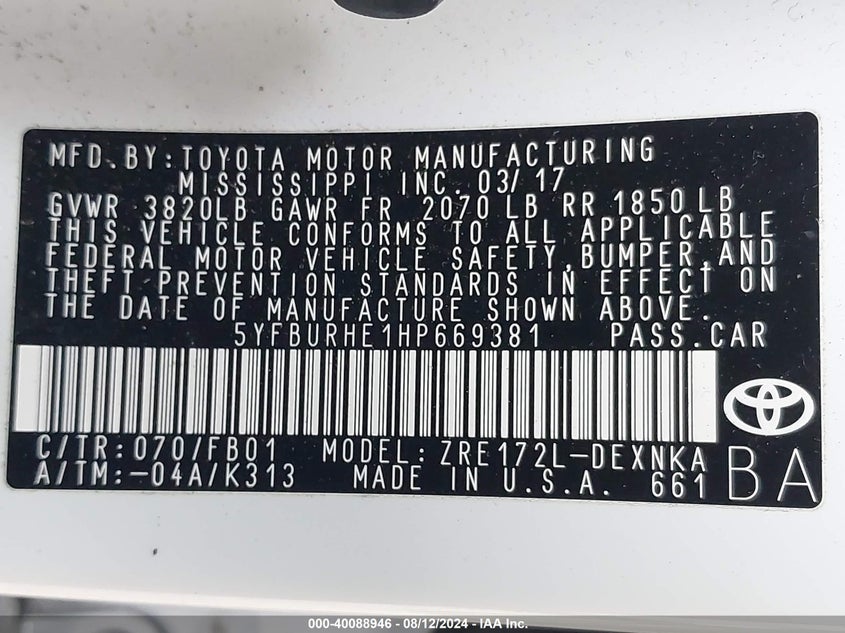 MFD.BY:TOYOTA MOTOR MANUFACTURING
MISSISSIPPI INC. 03/17
GVWR 3820LB GAWR FR 2070 LB RR 1850 LB
THIS VEHICLE CONFORMS TO ALL APPLICABLE
FEDERAL MOTOR VEHICLE SAFETY, BUMPER, AND
THEFT PREVENTION STANDARDS IN EFFECT ON
THE DATE OF MANUFACTURE SHOWN ABOVE.
5YFBURHE1HP669381 PASS.CAR
C/TR:070/FB01 MODEL:ZRE172L-DEXNKA
A/TM:-04A/K313 MADE IN U.S.A. 661 BA
000-40088946 - 08/12/2024 - IAA Inc.